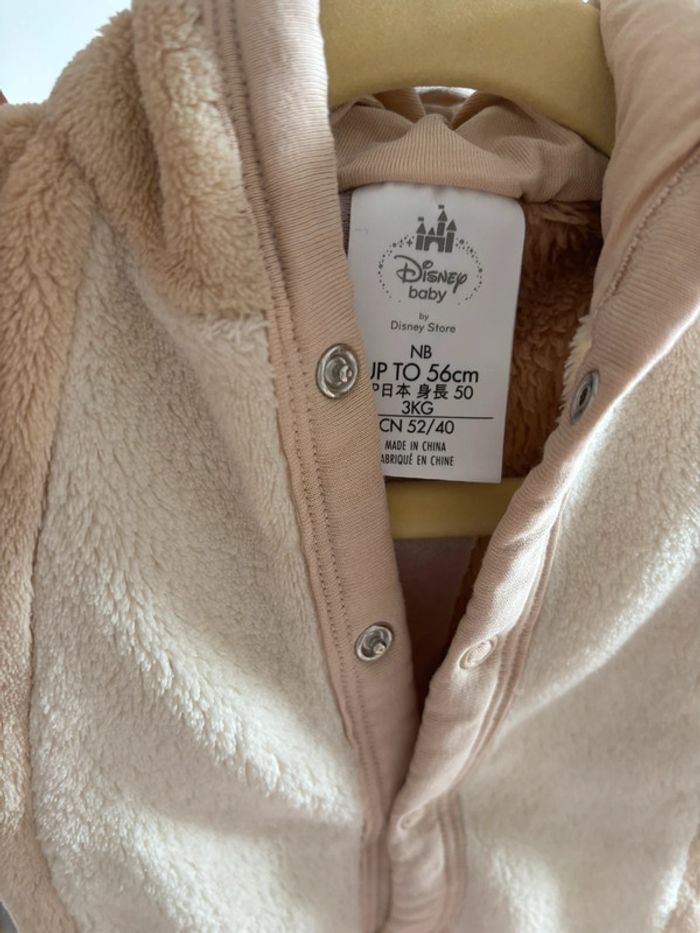 Disney
baby
by
Disney Store
NB
UP TO 56cm
日本 身長 50
3KG
CN 52/40
MADE IN CHINA
FABRIQUÉ EN CHINE